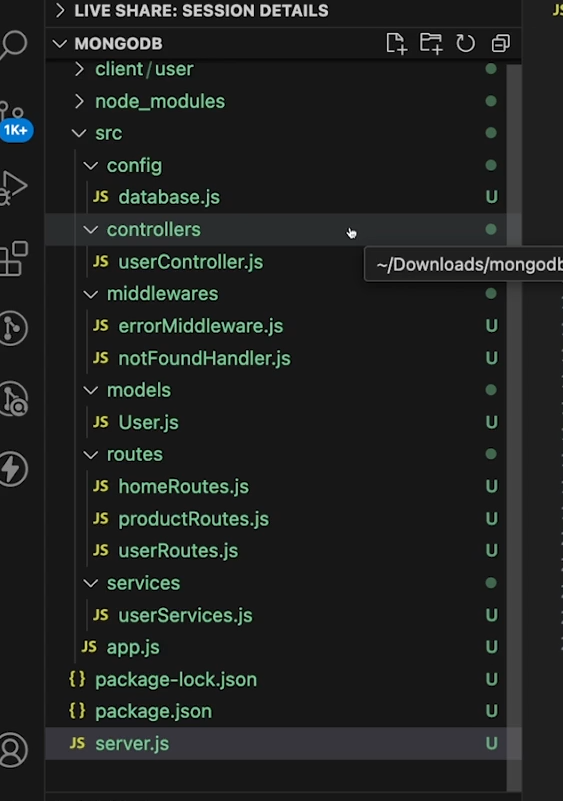 LIVE SHARE: SESSION DETAILS
JS
MONGODB
client/user
node_modules
1K+
src
config
JS database.js U
controllers
JS userController.js
~/Downloads/mongodb
middlewares
JS errorMiddleware.js U
JS notFoundHandler.js U
models
JS User.js U
routes
JS homeRoutes.js U
JS productRoutes.js U
JS userRoutes.js U
services
JS userServices.js U
JS app.js U
{} package-lock.json U
{} package.json U
JS server.js U